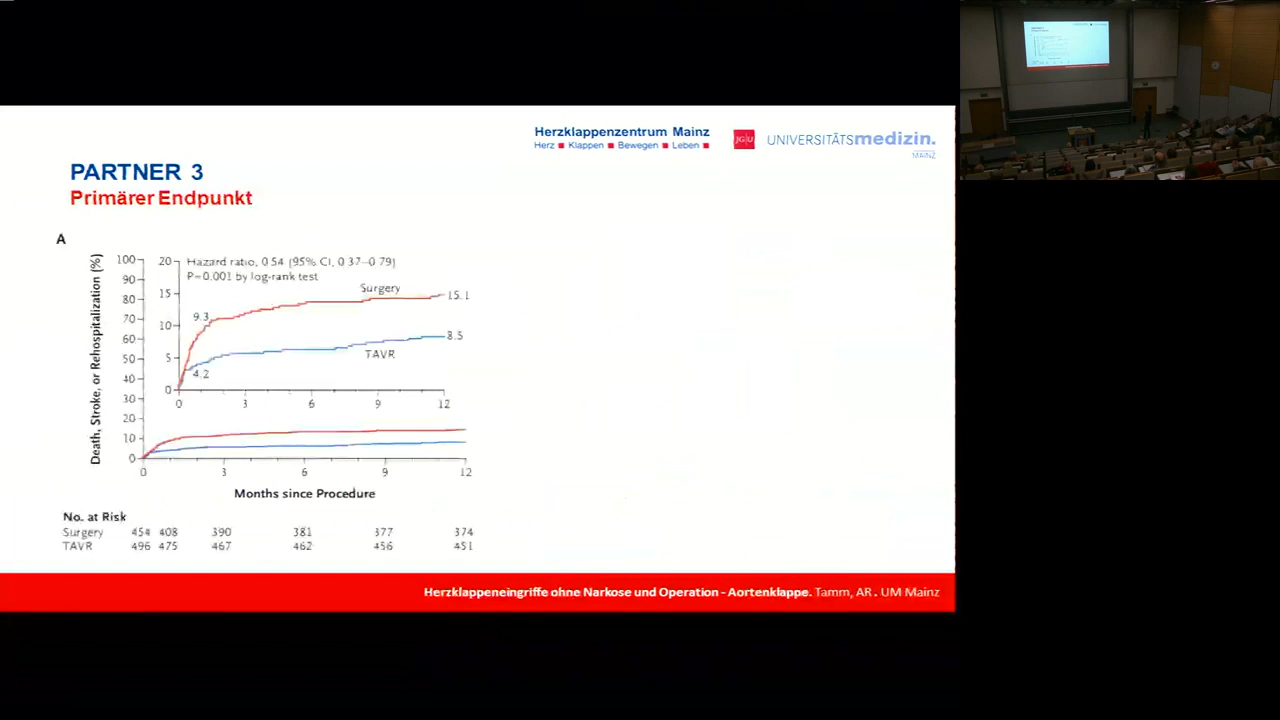 Herzklappenzentrum Mainz
Herz ■ Klappen ■ Bewegen ■ Leben ■
JG|U
UNIVERSITÄTSmedizin.
MAINZ
PARTNER 3
Primärer Endpunkt
A
Death, Stroke, or Rehospitalization (%)
100
90
80
70
60
50
40
30
20
10
0
20
15
10
5
0
Hazard ratio, 0.54 (95% CI, 0.37–0.79)
P=0.001 by log-rank test
Surgery
15.1
9.3
8.5
TAVR
4.2
0 3 6 9 12
0 3 6 9 12
Months since Procedure
No. at Risk
Surgery 454 408 390 381 377 374
TAVR 496 475 467 462 456 451
Herzklappeneingriffe ohne Narkose und Operation - Aortenklappe. Tamm, AR . UM Mainz